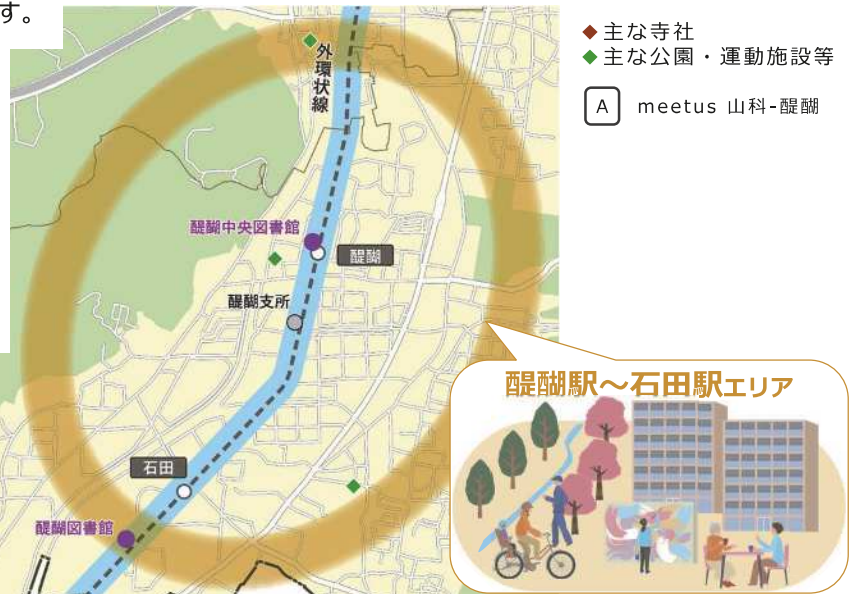 す。
主な寺社
主な公園・運動施設等
A meetus 山科-醍醐
外環状線
醍醐中央図書館
醍醐
醍醐支所
醍醐駅～石田駅エリア
石田
醍醐図書館